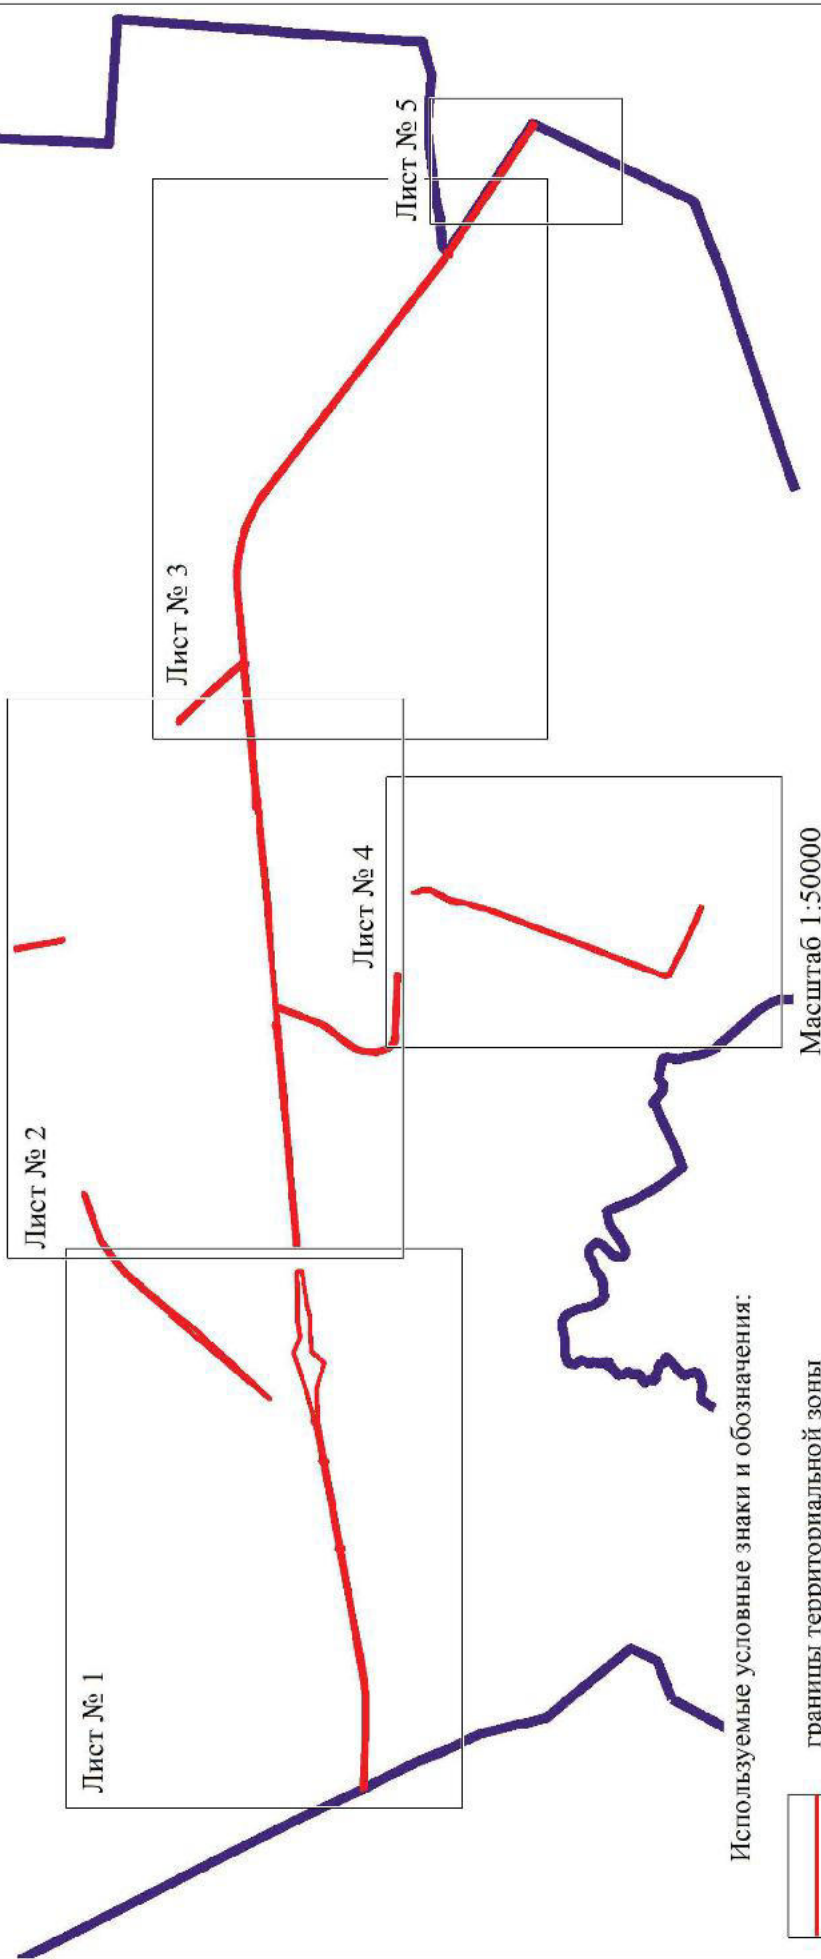 Лист № 1
Лист № 2
Лист № 3
Лист № 4
Лист № 5
Масштаб 1:50000
Используемые условные знаки и обозначения:
границы территориальной зоны